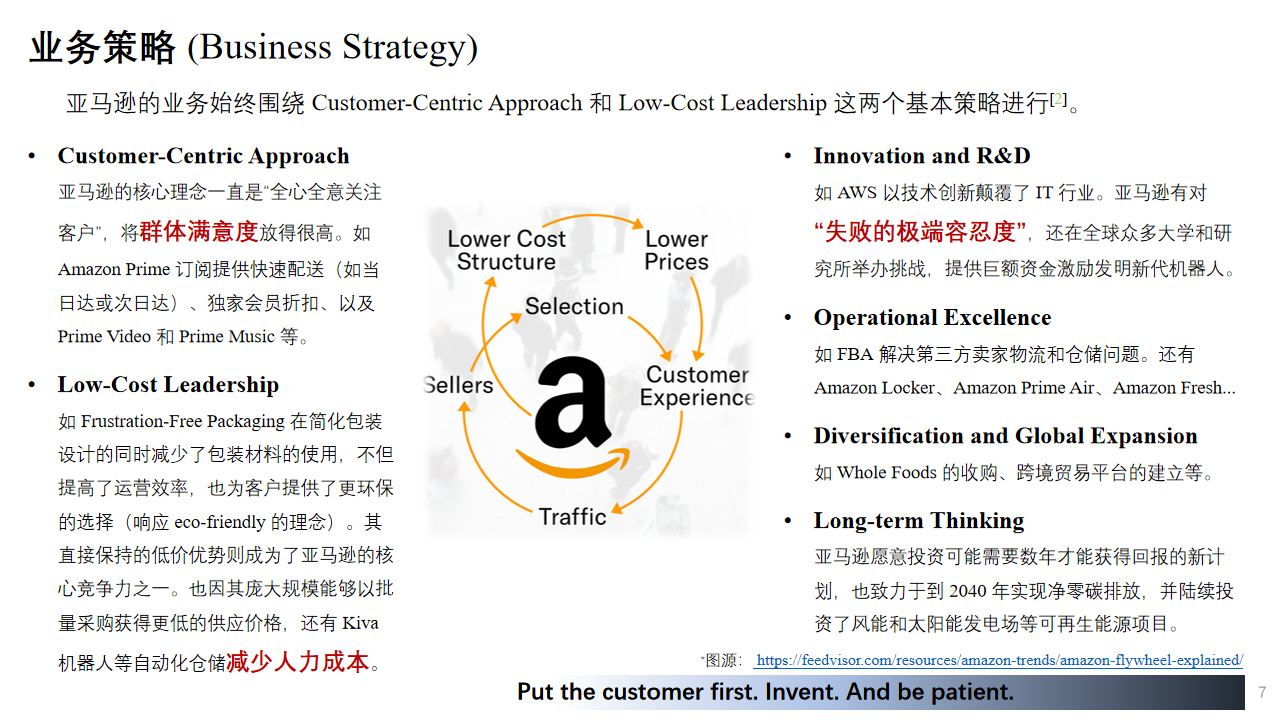 业务策略 (Business Strategy)
亚马逊的业务始终围绕 Customer-Centric Approach 和 Low-Cost Leadership 这两个基本策略进行[2]。
• Customer-Centric Approach
亚马逊的核心理念一直是“全心全意关注
客户”，将群体满意度放得很高。如
Amazon Prime 订阅提供快速配送（如当
日达或次日达）、独家会员折扣、以及
Prime Video 和 Prime Music 等。
• Low-Cost Leadership
如 Frustration-Free Packaging 在简化包装
设计的同时减少了包装材料的使用，不但
提高了运营效率，也为客户提供了更环保
的选择（响应 eco-friendly 的理念）。其
直接保持的低价优势则成为了亚马逊的核
心竞争力之一。也因其庞大规模能够以批
量采购获得更低的供应价格，还有 Kiva
机器人等自动化仓储减少人力成本。
Lower Cost
Structure
Lower
Prices
Selection
Sellers
Customer
Experience
a
Traffic
• Innovation and R&D
如 AWS 以技术创新颠覆了 IT 行业。亚马逊有对
“失败的极端容忍度”，还在全球众多大学和研
究所举办挑战，提供巨额资金激励发明新代机器人。
• Operational Excellence
如 FBA 解决第三方卖家物流和仓储问题。还有
Amazon Locker、Amazon Prime Air、Amazon Fresh...
• Diversification and Global Expansion
如 Whole Foods 的收购、跨境贸易平台的建立等。
• Long-term Thinking
亚马逊愿意投资可能需要数年才能获得回报的新计
划，也致力于到 2040 年实现净零碳排放，并陆续投
资了风能和太阳能发电场等可再生能源项目。
*图源： https://feedvisor.com/resources/amazon-trends/amazon-flywheel-explained/
Put the customer first. Invent. And be patient.
7